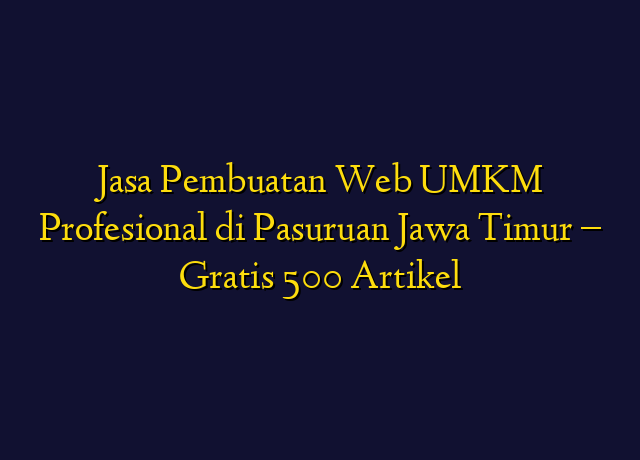 Jasa Pembuatan Web UMKM
Profesional di Pasuruan Jawa Timur –
Gratis 500 Artikel